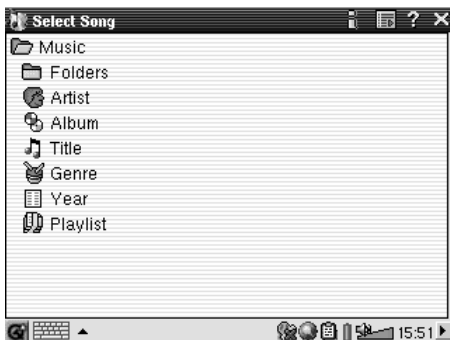 Select Song
?
Music
Folders
Artist
Album
Title
Genre
Year
Playlist
15:51